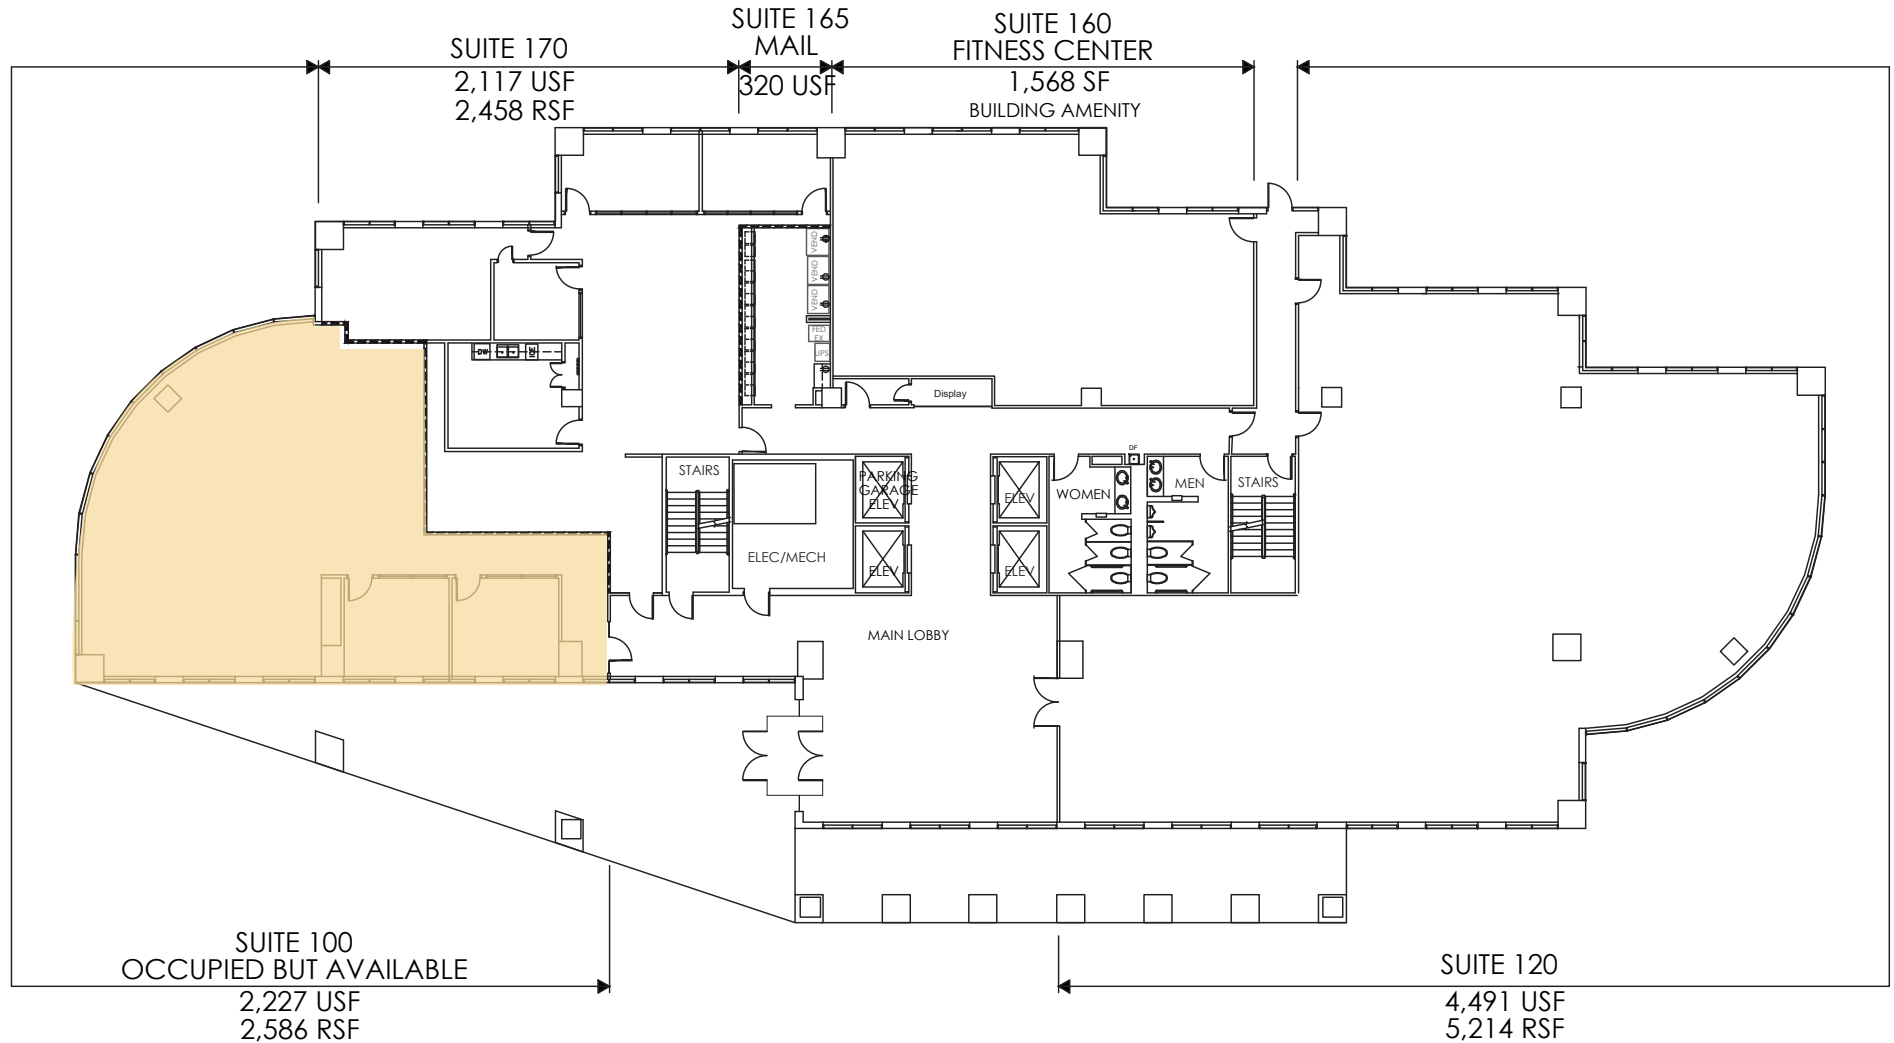 SUITE 170
2,117 USF
2,458 RSF
SUITE 165
MAIL
320 USF
SUITE 160
FITNESS CENTER
1,568 SF
BUILDING AMENITY
VEND
VEND
VEND
FED
EX
UPS
DW
ICE
Display
STAIRS
PARKING
GARAGE
ELEV
ELEV
ELEC/MECH
ELEV
ELEV
WOMEN
DF
MEN
STAIRS
MAIN LOBBY
SUITE 100
OCCUPIED BUT AVAILABLE
2,227 USF
2,586 RSF
SUITE 120
4,491 USF
5,214 RSF